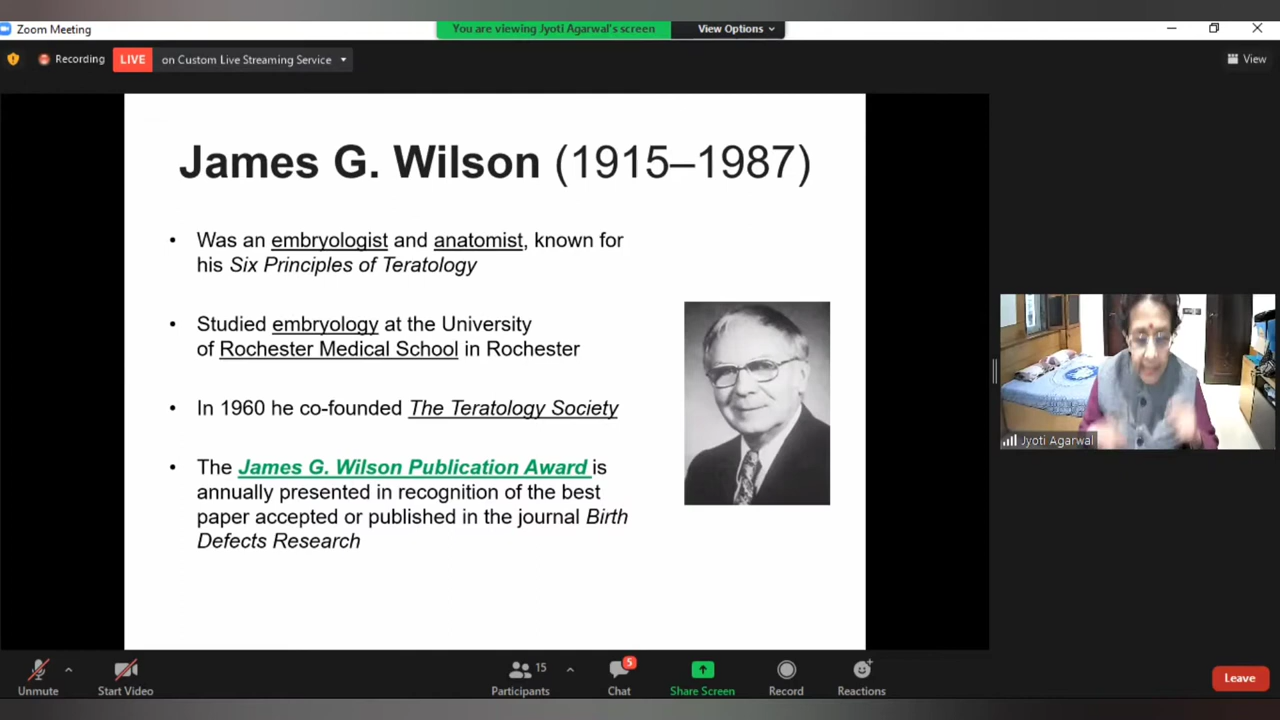 Zoom Meeting
You are viewing Jyoti Agarwal's screen
View Options
Recording
LIVE
on Custom Live Streaming Service
View
James G. Wilson (1915–1987)
• Was an embryologist and anatomist, known for
his Six Principles of Teratology
• Studied embryology at the University
of Rochester Medical School in Rochester
• In 1960 he co-founded The Teratology Society
• The James G. Wilson Publication Award is
annually presented in recognition of the best
paper accepted or published in the journal Birth
Defects Research
Jyoti Agarwal
Unmute
Start Video
15
Participants
5
Chat
Share Screen
Record
Reactions
Leave